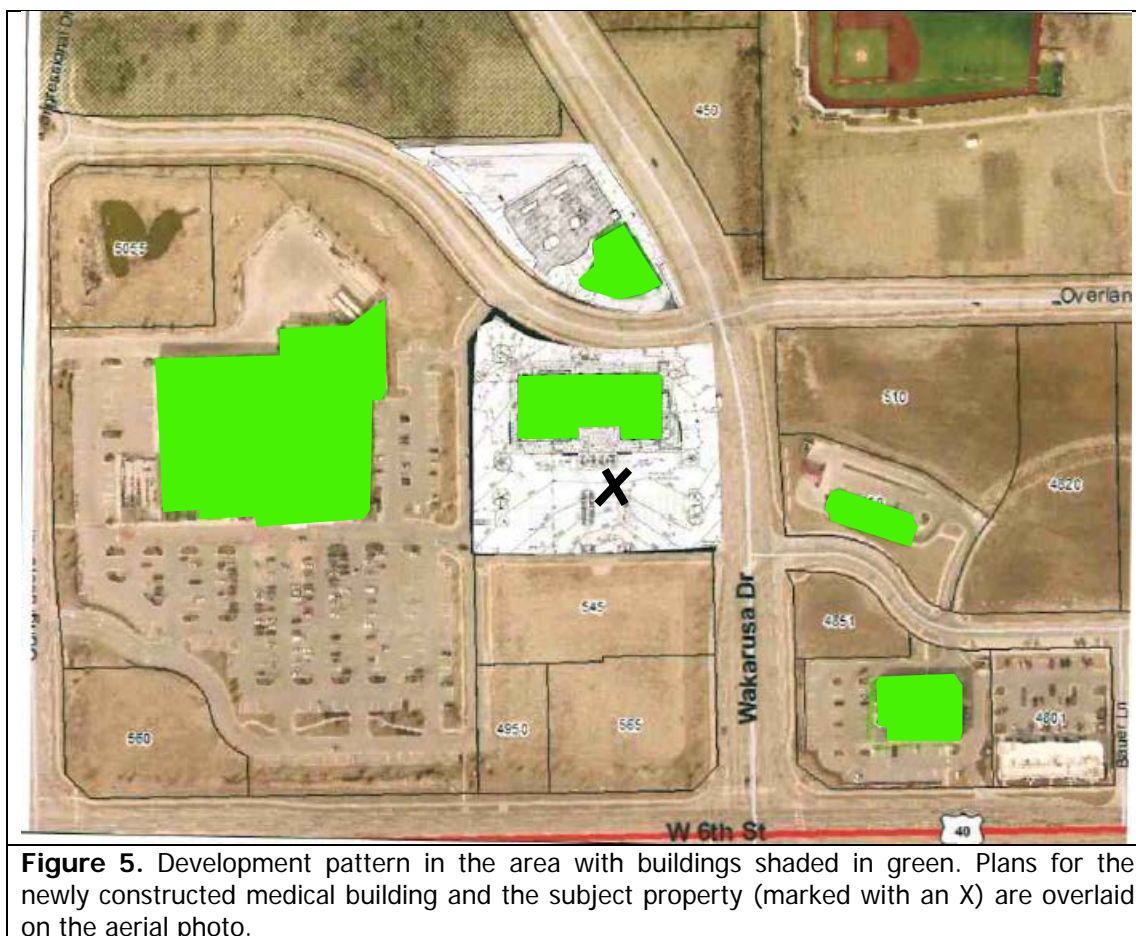 450
5055
Overlan
510
4820
545
4851
Wakarusa Dr
560
4950
565
4801
Bauer Ln
W 6th St
40
Figure 5. Development pattern in the area with buildings shaded in green. Plans for the
newly constructed medical building and the subject property (marked with an X) are overlaid
on the aerial photo.